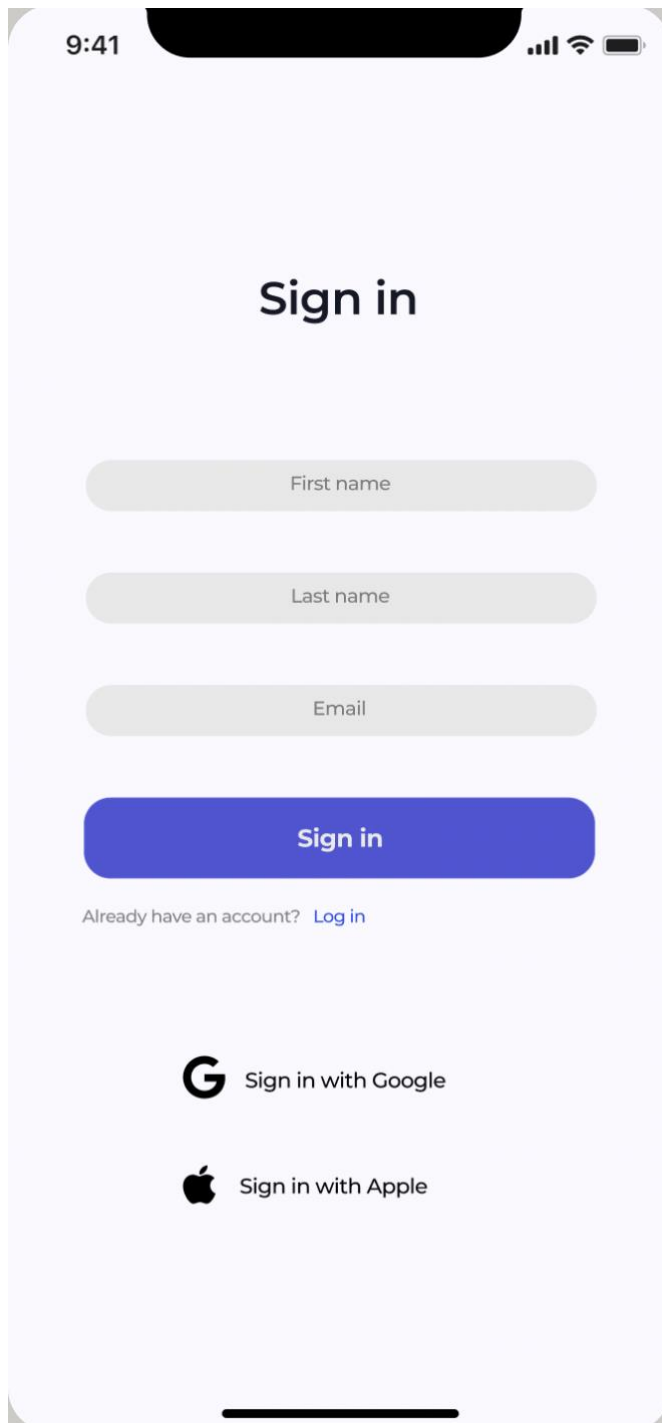 9:41
Sign in
First name
Last name
Email
Sign in
Already have an account? Log in
Sign in with Google
Sign in with Apple